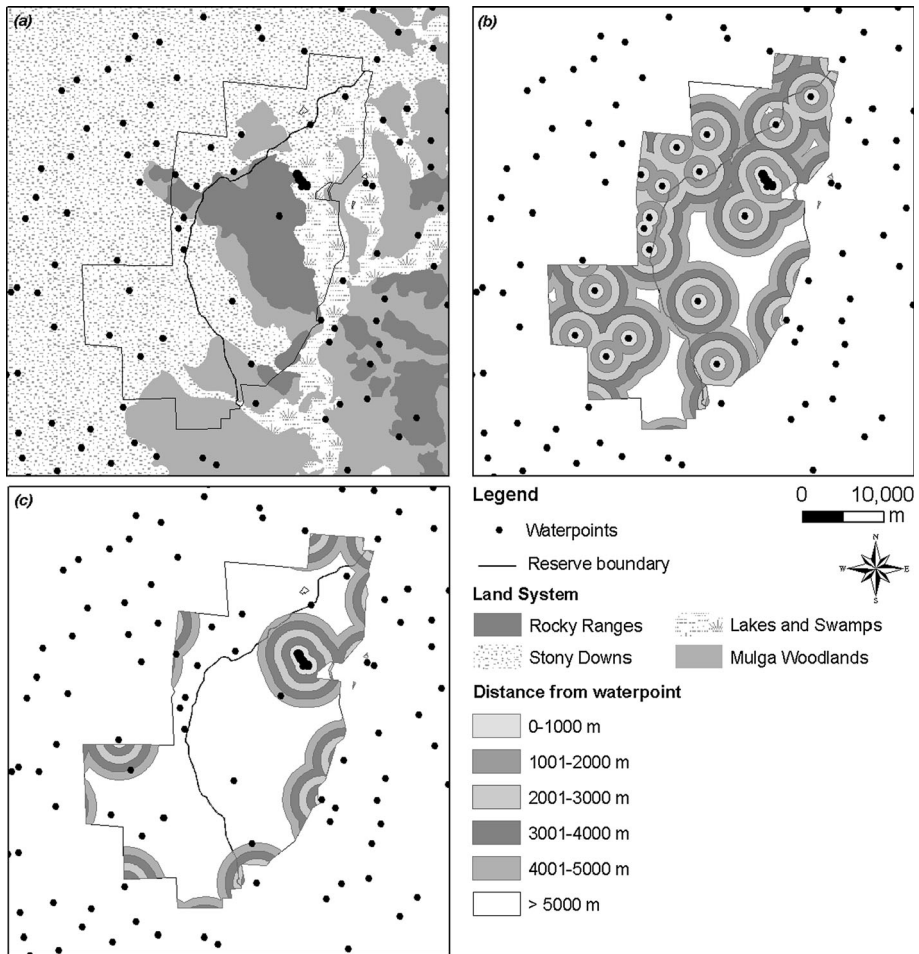 (a)
(b)
(c)
Legend
0 10,000
m
Waterpoints
Reserve boundary
N
W E
S
Land System
Rocky Ranges Lakes and Swamps
Stony Downs Mulga Woodlands
Distance from waterpoint
0-1000 m
1001-2000 m
2001-3000 m
3001-4000 m
4001-5000 m
> 5000 m